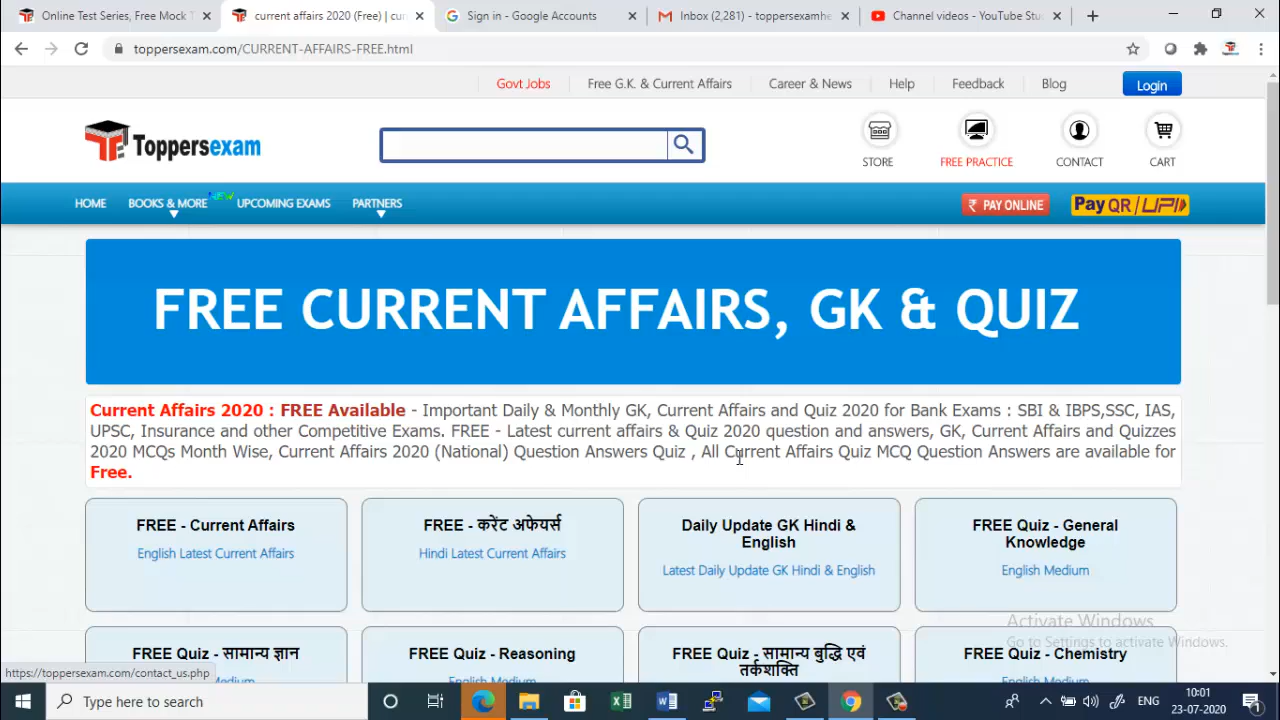 Online Test Series, Free Mock T
current affairs 2020 (Free) | cur
Sign in - Google Accounts
Inbox (2,281) - toppersexamhe
Channel videos - YouTube Stu
toppersexam.com/CURRENT-AFFAIRS-FREE.html
Govt Jobs
Free G.K. & Current Affairs
Career & News
Help
Feedback
Blog
Login
Toppersexam
STORE
FREE PRACTICE
CONTACT
CART
HOME
BOOKS & MORE
NEW
UPCOMING EXAMS
PARTNERS
₹ PAY ONLINE
Pay QR/UPI
FREE CURRENT AFFAIRS, GK & QUIZ
Current Affairs 2020 : FREE Available - Important Daily & Monthly GK, Current Affairs and Quiz 2020 for Bank Exams : SBI & IBPS,SSC, IAS,
UPSC, Insurance and other Competitive Exams. FREE - Latest current affairs & Quiz 2020 question and answers, GK, Current Affairs and Quizzes
2020 MCQs Month Wise, Current Affairs 2020 (National) Question Answers Quiz , All Current Affairs Quiz MCQ Question Answers are available for
Free.
FREE - Current Affairs
English Latest Current Affairs
FREE - करेंट अफेयर्स
Hindi Latest Current Affairs
Daily Update GK Hindi &
English
Latest Daily Update GK Hindi & English
FREE Quiz - General
Knowledge
English Medium
Activate Windows
Go to Settings to activate Windows.
FREE Quiz - सामान्य ज्ञान
Medium
FREE Quiz - Reasoning
English Medium
FREE Quiz - सामान्य बुद्धि एवं
तर्कशक्ति
FREE Quiz - Chemistry
English Medium
https://toppersexam.com/contact_us.php
Type here to search
ENG
10:01
23-07-2020
1